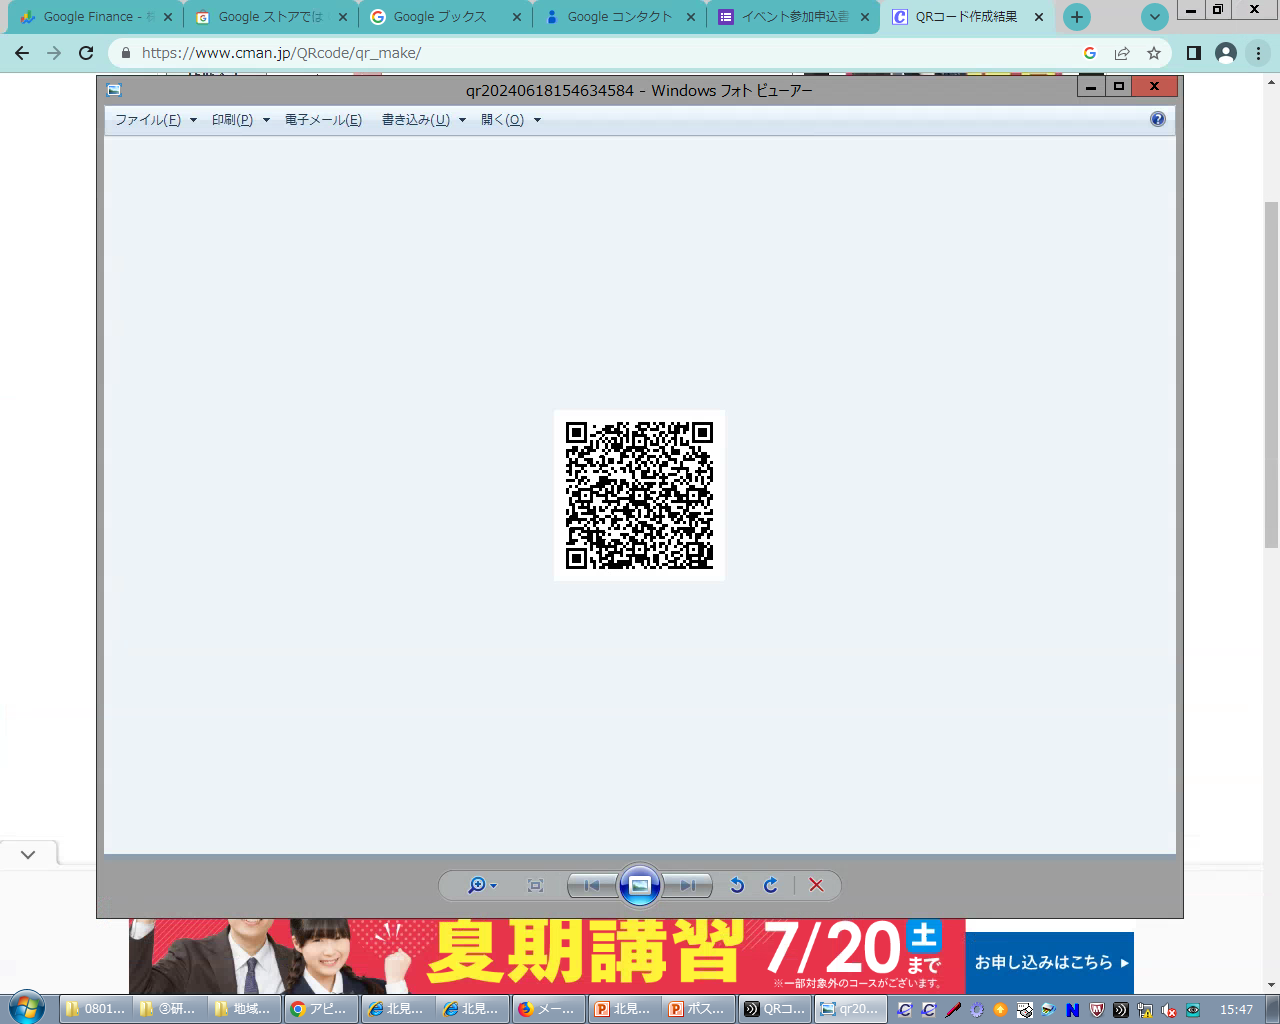 Google Finance - 
Google ストアでは
Google ブックス
Google コンタクト
イベント参加申込書
QRコード作成結果
https://www.cman.jp/QRcode/qr_make/
qr20240618154634584 - Windows フォト ビューアー
ファイル(F)
印刷(P)
電子メール(E)
書き込み(U)
開く(O)
夏期講習
7/20土まで
※一部対象外のコースがございます。
お申し込みはこちら
0801...
③研...
地域...
アピ...
北見...
北見...
メー...
北見...
ポス...
QRコ...
qr20...
15:47